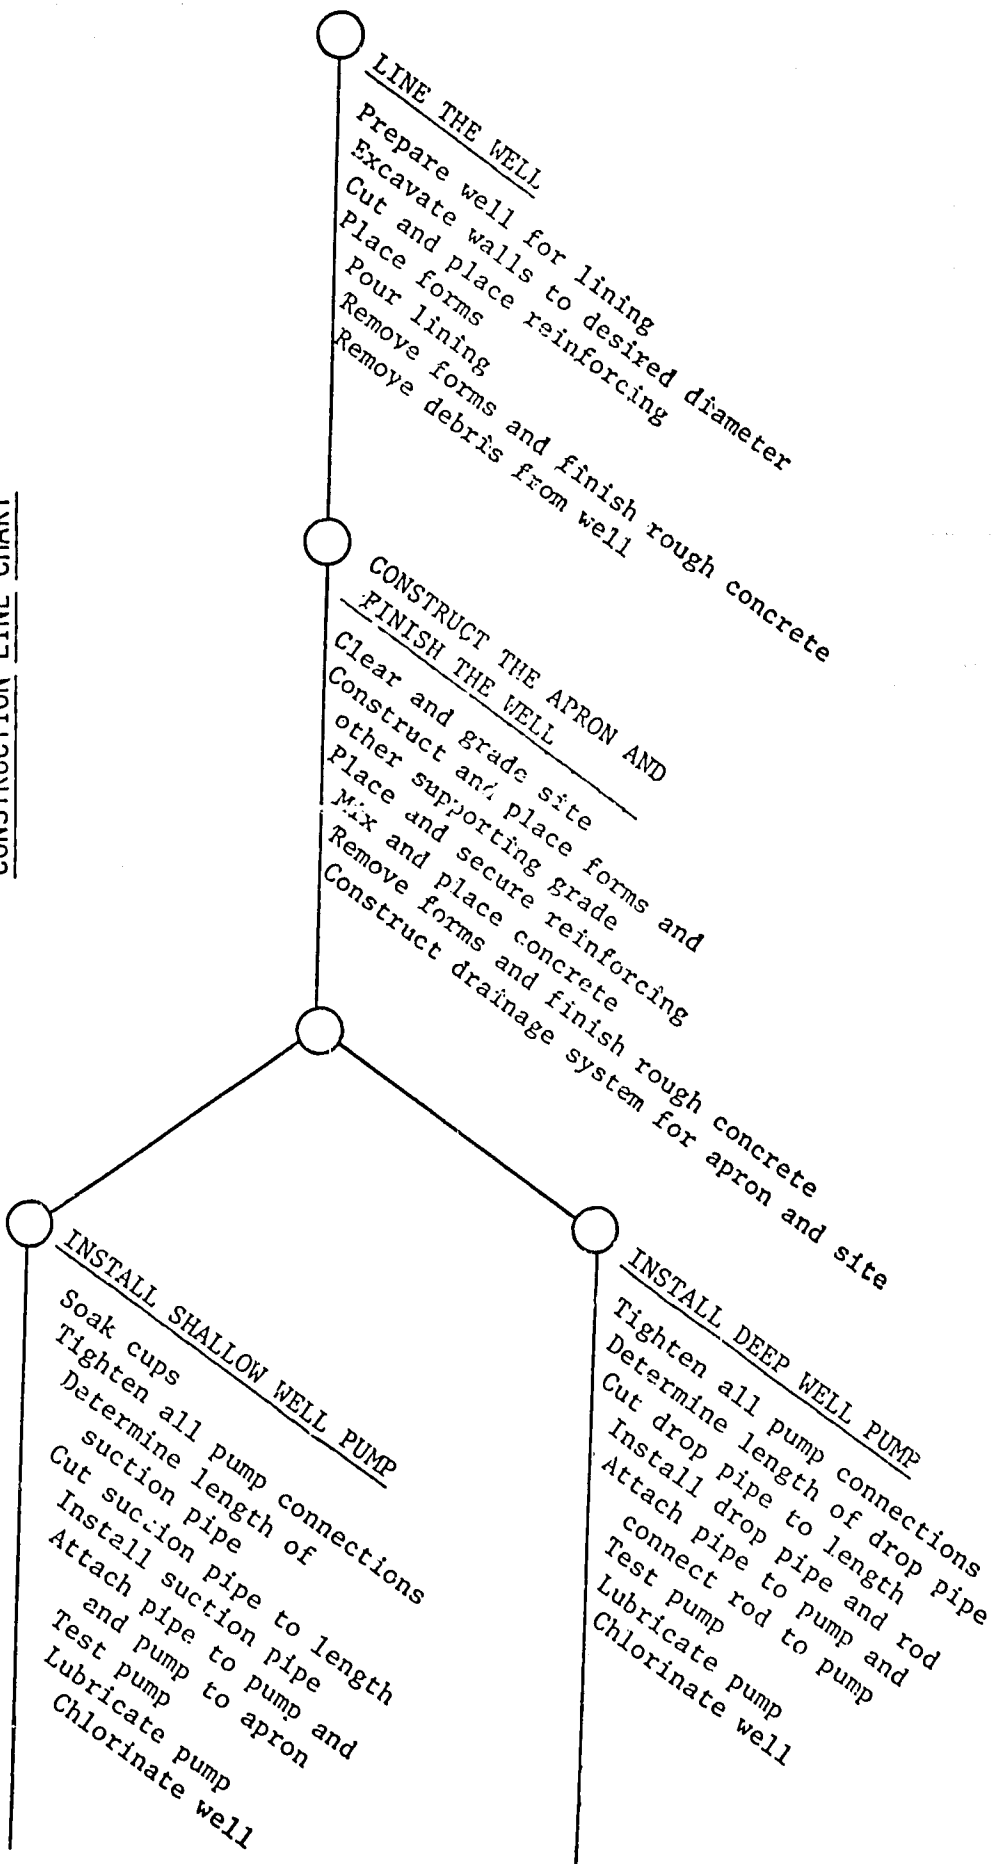 CONSTRUCTION LINE CHART
LINE THE WELL
Prepare well for lining
Excavate walls to desired diameter
Cut and place reinforcing
Place forms
Pour lining
Remove forms and finish rough concrete
Remove debris from well
CONSTRUCT THE APRON AND
FINISH THE WELL
Clear and grade site
Construct and place forms and
other supporting grade
Place and secure reinforcing
Mix and place concrete
Remove forms and finish rough concrete
Construct drainage system for apron and site
INSTALL SHALLOW WELL PUMP
Soak cups
Tighten all pump connections
Determine length of
suction pipe
Cut suction pipe to length
Install suction pipe
Attach pipe to pump and
and pump to apron
Test pump
Lubricate pump
Chlorinate well
INSTALL DEEP WELL PUMP
Tighten all pump connections
Determine length of drop pipe
Cut drop pipe to length
Install drop pipe and rod
Attach pipe to pump and
connect rod to pump
Test pump
Lubricate pump
Chlorinate well